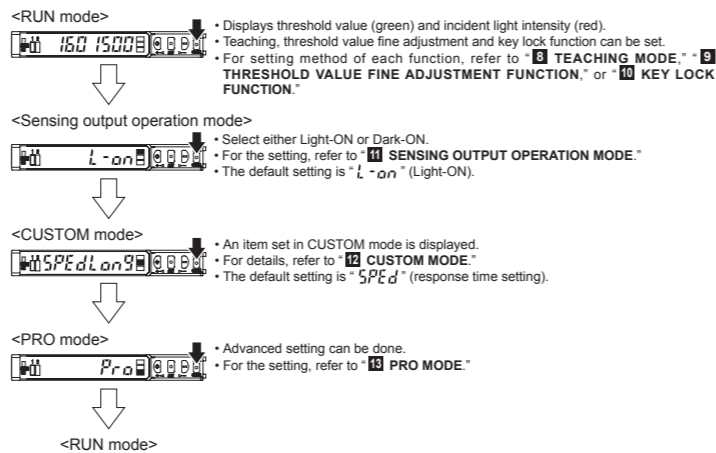 <RUN mode>
160 1500
• Displays threshold value (green) and incident light intensity (red).
• Teaching, threshold value fine adjustment and key lock function can be set.
• For setting method of each function, refer to “ 8 TEACHING MODE,” “ 9
THRESHOLD VALUE FINE ADJUSTMENT FUNCTION,” or “ 10 KEY LOCK
FUNCTION.”
<Sensing output operation mode>
L-on
• Select either Light-ON or Dark-ON.
• For the setting, refer to “ 11 SENSING OUTPUT OPERATION MODE.”
• The default setting is “ L-on ” (Light-ON).
<CUSTOM mode>
SPEdLong
• An item set in CUSTOM mode is displayed.
• For details, refer to “ 12 CUSTOM MODE.”
• The default setting is “ SPEd ” (response time setting).
<PRO mode>
Pro
• Advanced setting can be done.
• For the setting, refer to “ 13 PRO MODE.”
<RUN mode>